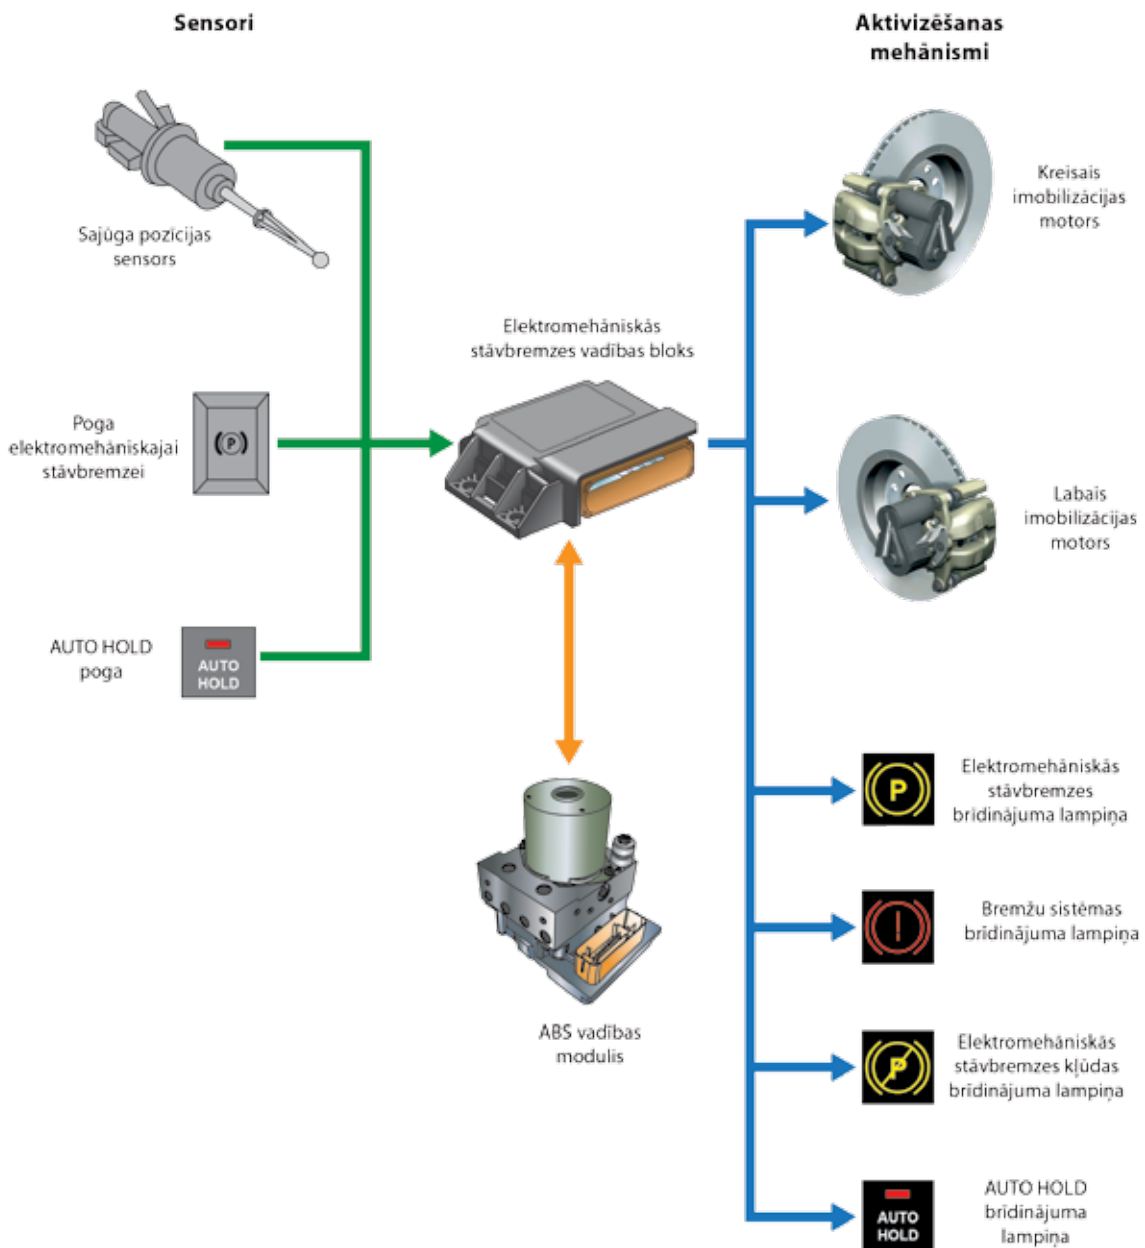 Sensori
Aktivizēšanas
mehānismi
Sajūga pozīcijas
sensors
Kreisais
imobilizācijas
motors
Elektromehāniskās
stāvbremzes vadības bloks
Poga
elektromehāniskajai
stāvbremzei
(P)
Labais
imobilizācijas
motors
AUTO HOLD
poga
AUTO
HOLD
P
Elektromehāniskās
stāvbremzes
brīdinājuma lampiņa
!
Bremžu sistēmas
brīdinājuma lampiņa
ABS vadības
modulis
P
Elektromehāniskās
stāvbremzes kļūdas
brīdinājuma lampiņa
AUTO
HOLD
AUTO HOLD
brīdinājuma
lampiņa